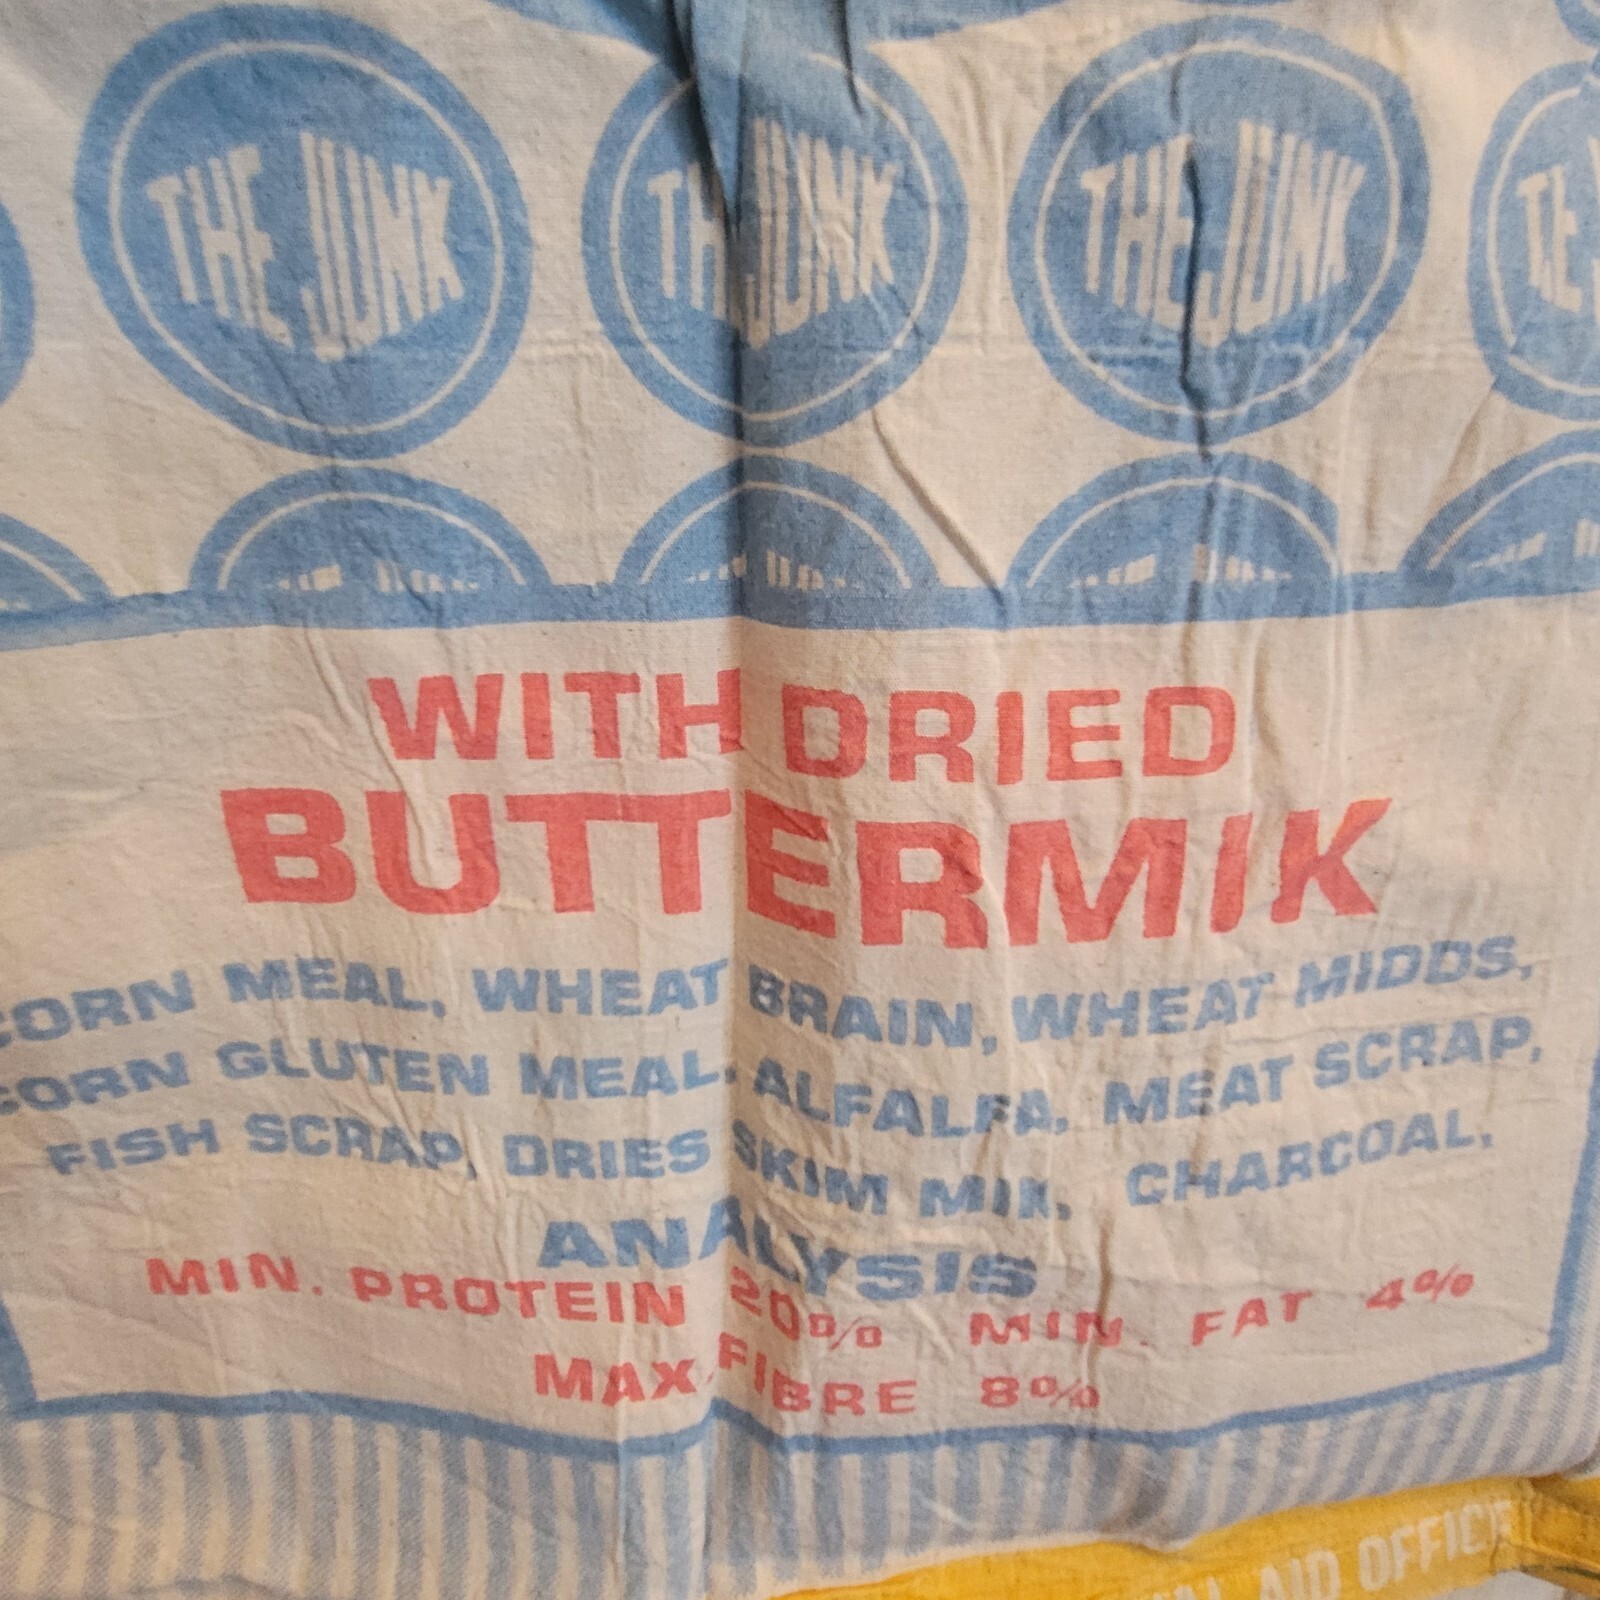 THE JUNK THE JUNK THE JUNK
WITH DRIED
BUTTERMIK
CORN MEAL, WHEAT BRAIN, WHEAT MIDDS,
CORN GLUTEN MEAL. ALFALFA, MEAT SCRAP,
FISH SCRAP, DRIES SKIM MIK, CHARCOAL,
ANALYSIS
MIN. PROTEIN 20% MIN. FAT 4%
MAX. FIBRE 8%
AID OFFICE